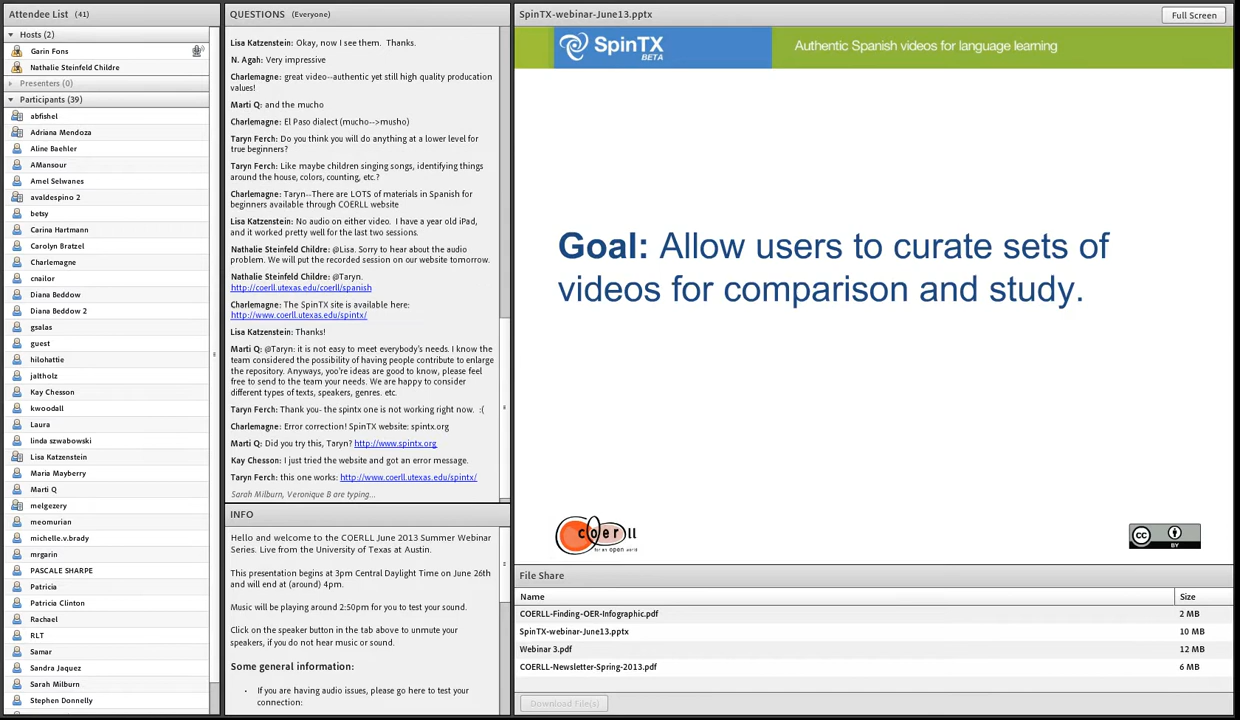 Attendee List (41)
Hosts (2)
Garin Fons
Nathalie Steinfeld Childre
Presenters (0)
Participants (39)
abfishel
Adriana Mendoza
Aline Baehler
AMansour
Amel Selwanes
avaldespino 2
betsy
Carina Hartmann
Carolyn Bratzel
Charlemagne
cnailor
Diana Beddow
Diana Beddow 2
gsalas
guest
hilohattie
jaltholz
Kay Chesson
kwoodall
Laura
linda szwabowski
Lisa Katzenstein
Maria Mayberry
Marti Q
melgezery
meomurian
michelle.v.brady
mrgarin
PASCALE SHARPE
Patricia
Patricia Clinton
Rachael
RLT
Samar
Sandra Jaquez
Sarah Milburn
Stephen Donnelly
QUESTIONS (Everyone)
Lisa Katzenstein: Okay, now I see them. Thanks.
N. Agah: Very impressive
Charlemagne: great video--authentic yet still high quality producation
values!
Marti Q: and the mucho
Charlemagne: El Paso dialect (mucho-->musho)
Taryn Ferch: Do you think you will do anything at a lower level for
true beginners?
Taryn Ferch: Like maybe children singing songs, identifying things
around the house, colors, counting, etc.?
Charlemagne: Taryn--There are LOTS of materials in Spanish for
beginners available through COERLL website
Lisa Katzenstein: No audio on either video. I have a year old iPad,
and it worked pretty well for the last two sessions.
Nathalie Steinfeld Childre: @Lisa. Sorry to hear about the audio
problem. We will put the recorded session on our website tomorrow.
Nathalie Steinfeld Childre: @Taryn.
http://coerll.utexas.edu/coerll/spanish
Charlemagne: The SpinTX site is available here:
http://www.coerll.utexas.edu/spintx/
Lisa Katzenstein: Thanks!
Marti Q: @Taryn: it is not easy to meet everybody's needs. I know the
team considered the possibility of having people contribute to enlarge
the repository. Anyways, you're ideas are good to know, please feel
free to send to the team your needs. We are happy to consider
different types of texts, speakers, genres. etc.
Taryn Ferch: Thank you- the spintx one is not working right now. :(
Charlemagne: Error correction! SpinTX website: spintx.org
Marti Q: Did you try this, Taryn? http://www.spintx.org
Kay Chesson: I just tried the website and got an error message.
Taryn Ferch: this one works: http://www.coerll.utexas.edu/spintx/
Sarah Milburn, Veronique B are typing...
INFO
Hello and welcome to the COERLL June 2013 Summer Webinar
Series. Live from the University of Texas at Austin.
This presentation begins at 3pm Central Daylight Time on June 26th
and will end at (around) 4pm.
Music will be playing around 2:50pm for you to test your sound.
Click on the speaker button in the tab above to unmute your
speakers, if you do not hear music or sound.
Some general information:
• If you are having audio issues, please go here to test your
connection:
SpinTX-webinar-June13.pptx
Full Screen
SpinTX
BETA
Authentic Spanish videos for language learning
Goal: Allow users to curate sets of
videos for comparison and study.
coerll
for an open world
cc
BY
File Share
Name Size
COERLL-Finding-OER-Infographic.pdf 2 MB
SpinTX-webinar-June13.pptx 10 MB
Webinar 3.pdf 12 MB
COERLL-Newsletter-Spring-2013.pdf 6 MB
Download File(s)